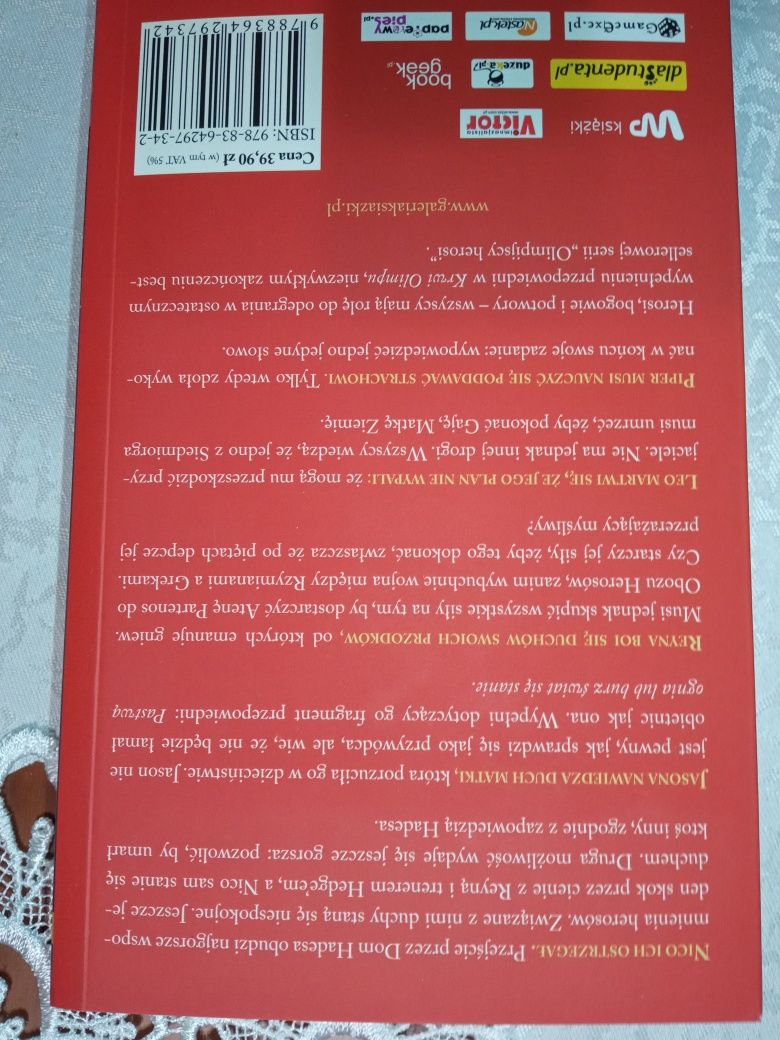 NICO ICH OSTRZEGAŁ. Przejście przez Dom Hadesa obudzi najgorsze wspo-
mnienia herosów. Związane z nimi duchy staną się niespokojne. Jeszcze je-
den skok przez cienie z Reyną i trenerem Hedge'em, a Nico sam stanie się
duchem. Druga możliwość wydaje się jeszcze gorsza: pozwolić, by umarł
ktoś inny, zgodnie z zapowiedzią Hadesa.
JASONA NAWIEDZA DUCH MATKI, która porzuciła go w dzieciństwie. Jason nie
jest pewny, jak sprawdzi się jako przywódca, ale wie, że nie będzie łamał
obietnic jak ona. Wypełni dotyczący go fragment przepowiedni: Pastwą
ognia lub burz świat się stanie.
REYNA BOI SIĘ DUCHÓW SWOICH PRZODKÓW, od których emanuje gniew.
Musi jednak skupić wszystkie siły na tym, by dostarczyć Atenę Partenos do
Obozu Herosów, zanim wybuchnie wojna między Rzymianami a Grekami.
Czy starczy jej siły, żeby tego dokonać, zwłaszcza że po piętach depcze jej
przerażający myśliwy?
LEO MARTWI SIĘ, ŻE JEGO PLAN NIE WYPALI: że mogą mu przeszkodzić przy-
jaciele. Nie ma jednak innej drogi. Wszyscy wiedzą, że jedno z Siedmiorga
musi umrzeć, żeby pokonać Gaję, Matkę Ziemię.
PIPER MUSI NAUCZYĆ SIĘ PODDAWAĆ STRACHOWI. Tylko wtedy zdoła wyko-
nać w końcu swoje zadanie: wypowiedzieć jedno jedyne słowo.
Herosi, bogowie i potwory – wszyscy mają rolę do odegrania w ostatecznym
wypełnieniu przepowiedni w Krwi Olimpu, niezwykłym zakończeniu best-
sellerowej serii „Olimpijscy herosi”.
www.galeriaksiazki.pl
Cena 39,90 zł (w tym VAT 5%)
ISBN: 978-83-64297-34-2
9 788364 297342
WP książki
Victor
gimnazjalista
dlaStudenta.pl
duzeka.pl
book
geek.pl
GameExe.pl
Nastek.pl
papierowy
pies.pl